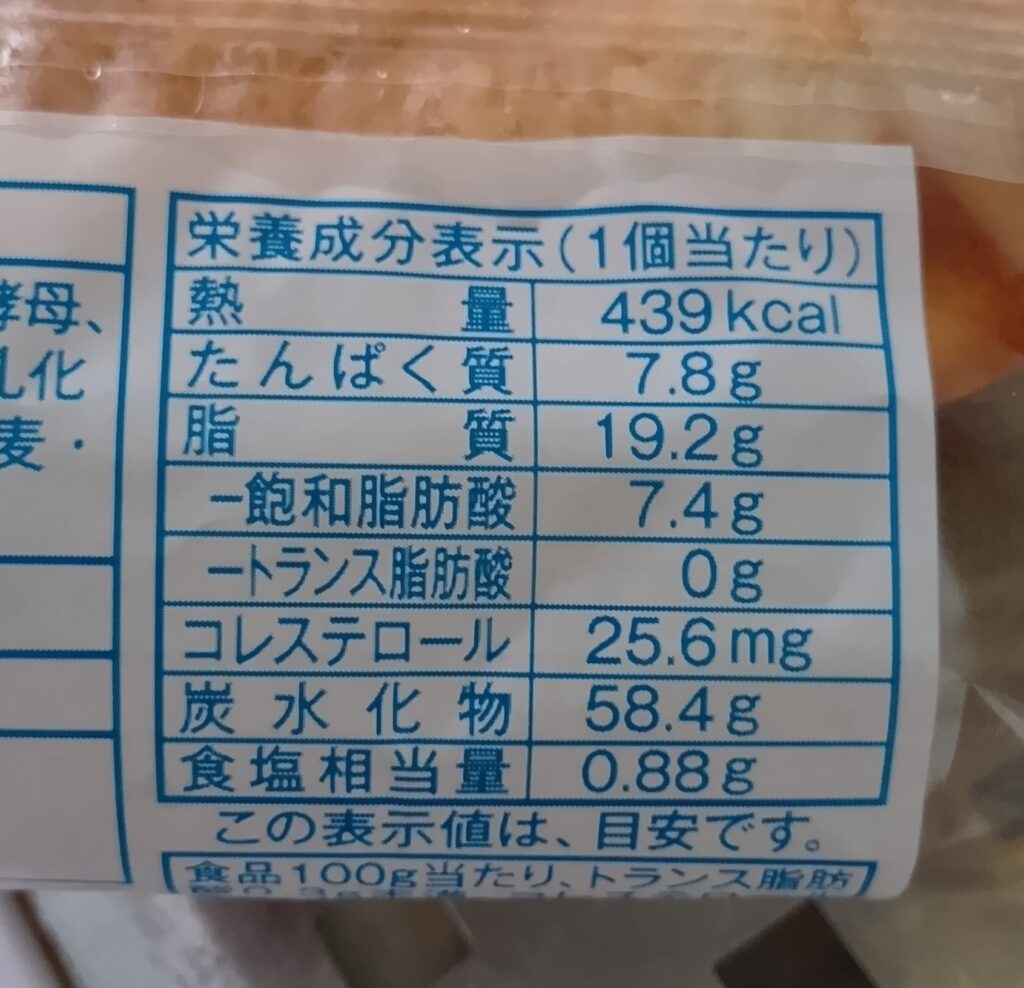 酵母、
乳化
麦・
栄養成分表示(1個当たり)
熱量 439kcal
たんぱく質 7.8g
脂質 19.2g
ー飽和脂肪酸 7.4g
ートランス脂肪酸 0g
コレステロール 25.6mg
炭水化物 58.4g
食塩相当量 0.88g
この表示値は、目安です。
食品100g当たり、トランス脂肪